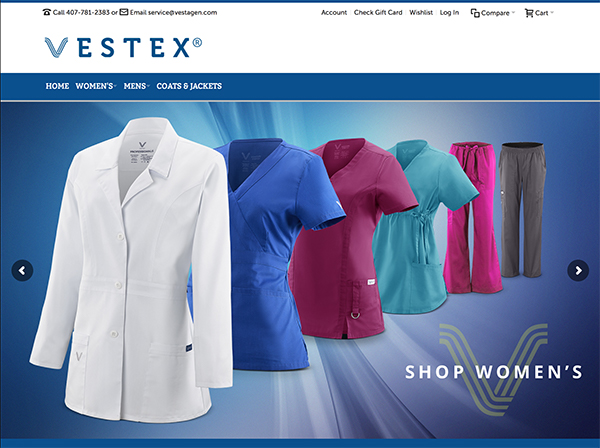 Call 407-781-2383 or Email service@vestagen.com
Account Check Gift Card Wishlist Log In Compare Cart
VESTEX®
HOME WOMEN'S MENS COATS & JACKETS
SHOP WOMEN'S